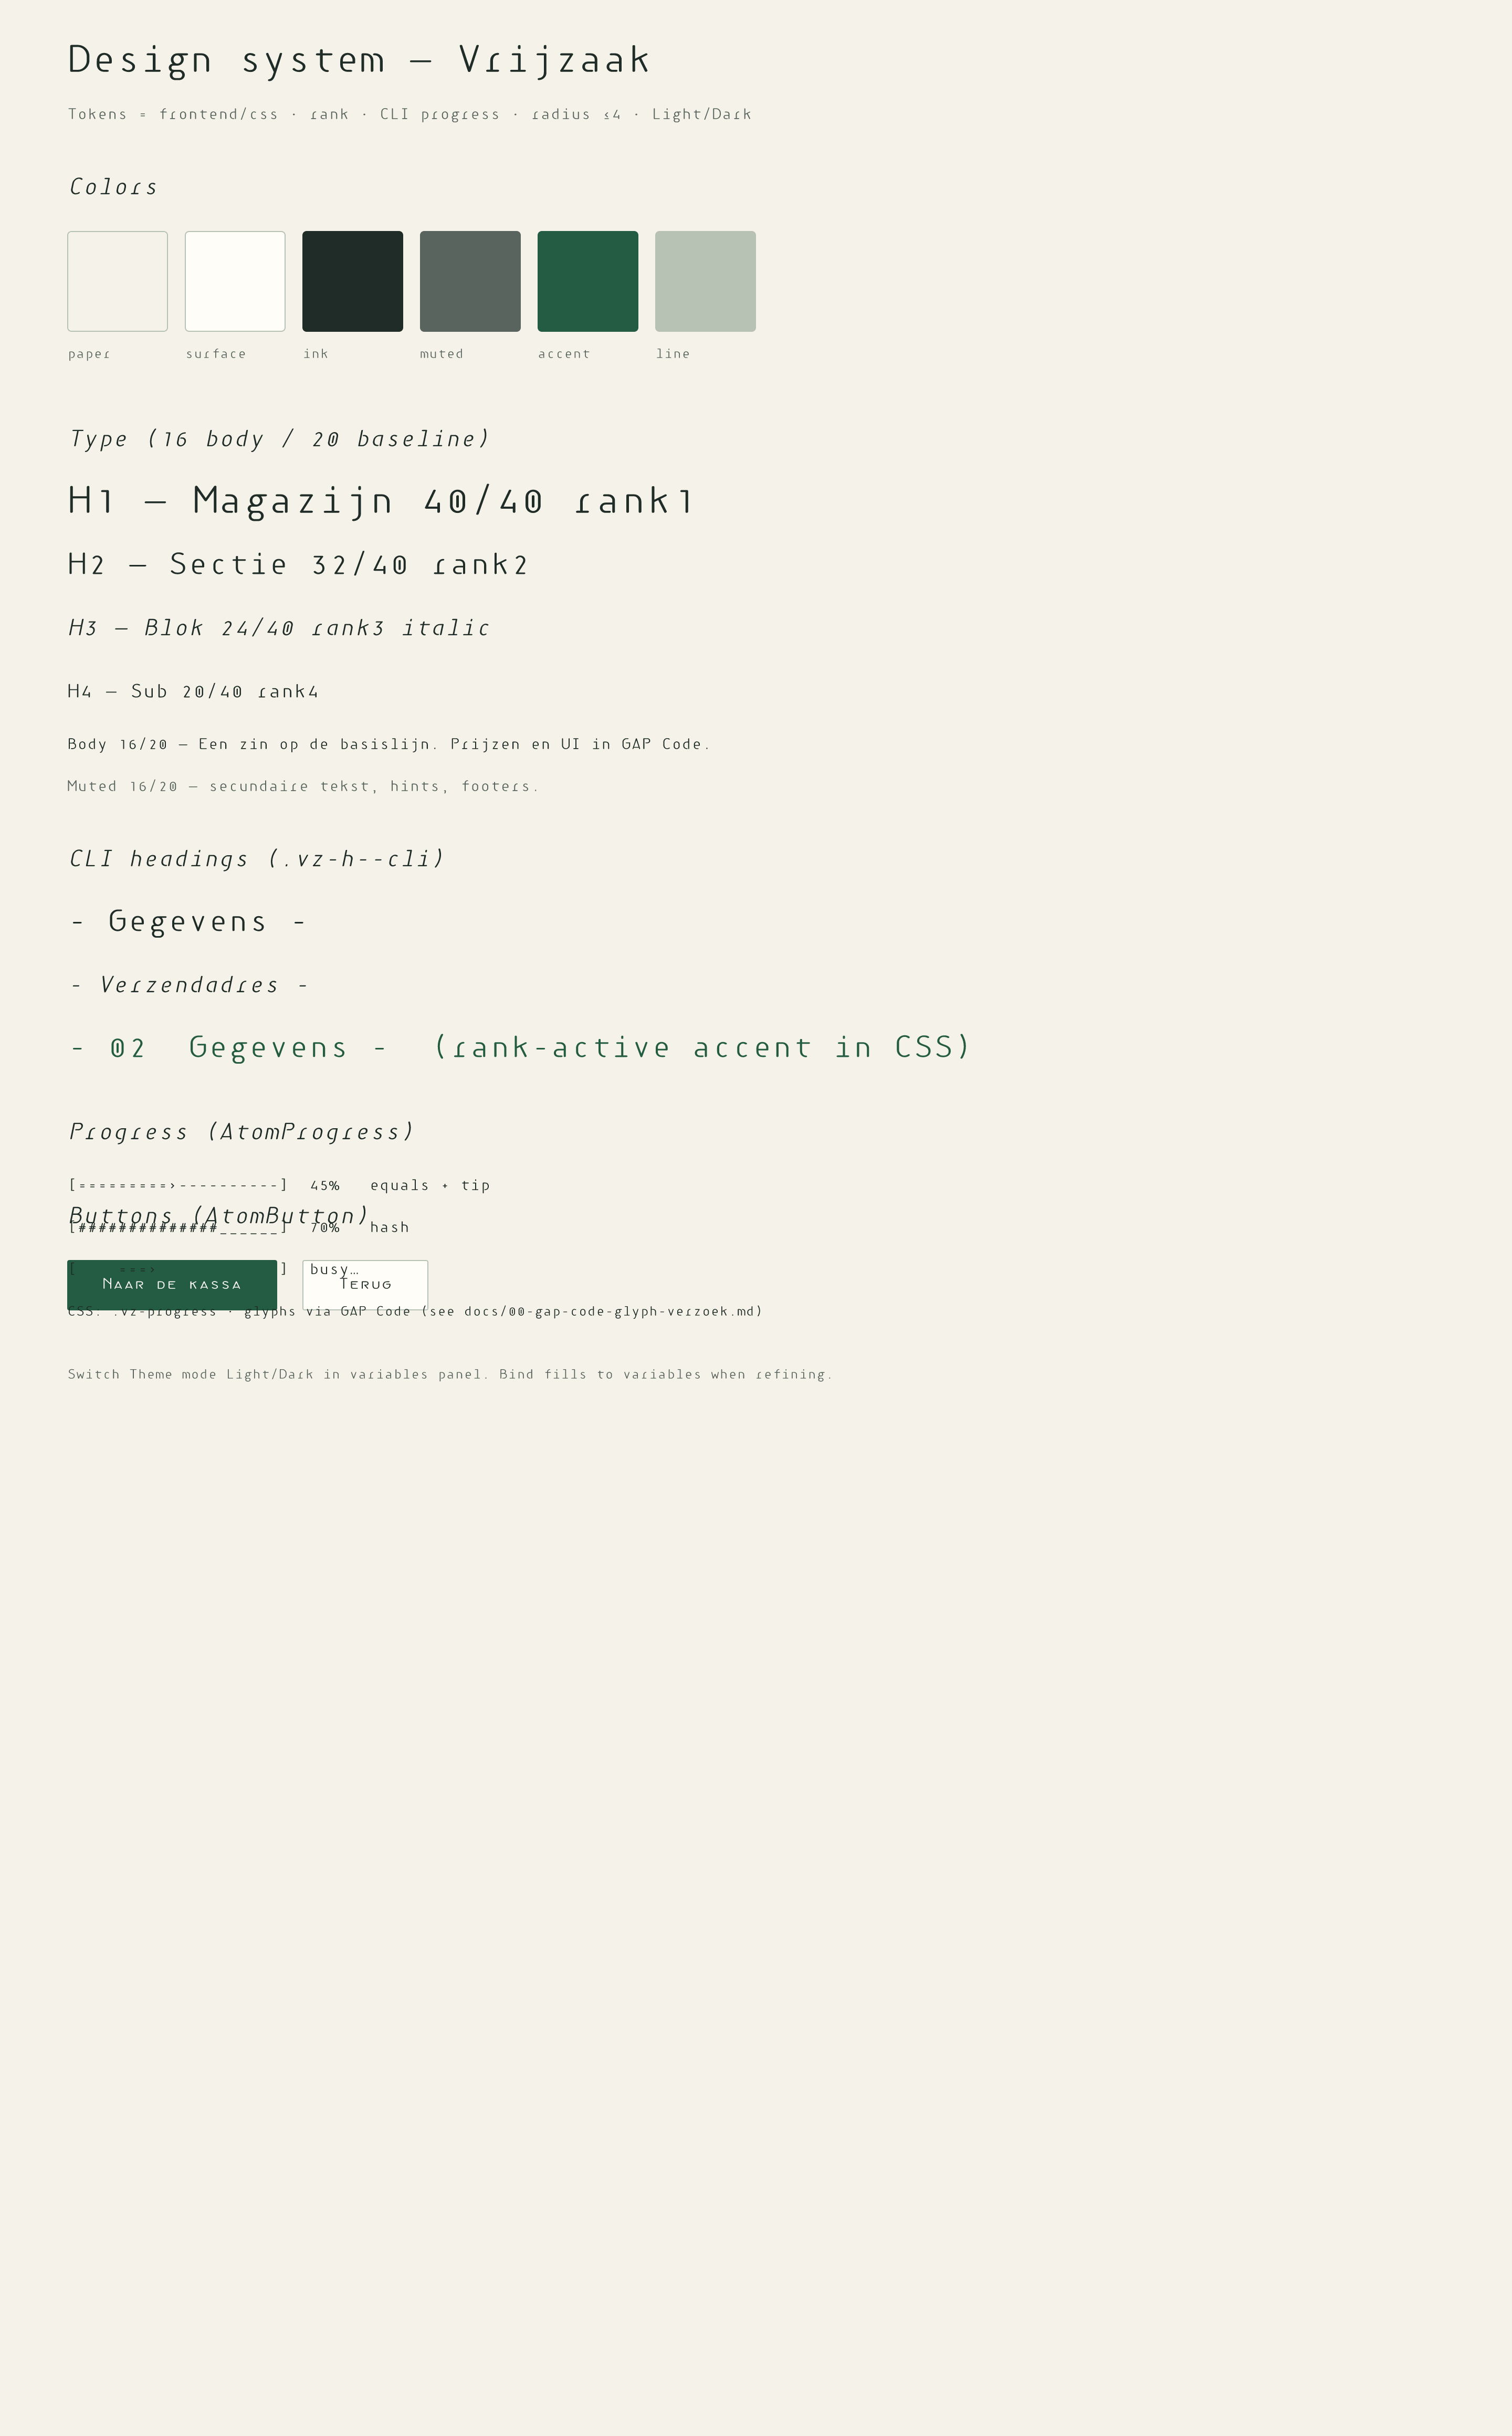 Design system — Vrijzaak
Tokens = frontend/css · rank · CLI progress · radius ≤4 · Light/Dark
Colors
paper surface ink muted accent line
Type (16 body / 20 baseline)
H1 — Magazijn 40/40 rank1
H2 — Sectie 32/40 rank2
H3 — Blok 24/40 rank3 italic
H4 — Sub 20/40 rank4
Body 16/20 — Een zin op de basislijn. Prijzen en UI in GAP Code.
Muted 16/20 — secundaire tekst, hints, footers.
CLI headings (.vz-h--cli)
- Gegevens -
- Verzendadres -
- 02  Gegevens -  (rank-active accent in CSS)
Progress (AtomProgress)
[=========>----------]  45%   equals + tip
Buttons (AtomButton)
[##############______]  70%   hash
[    ===>            ]  busy…
Naar de kassa Terug
CSS: .vz-progress · glyphs via GAP Code (see docs/00-gap-code-glyph-verzoek.md)
Switch Theme mode Light/Dark in variables panel. Bind fills to variables when refining.